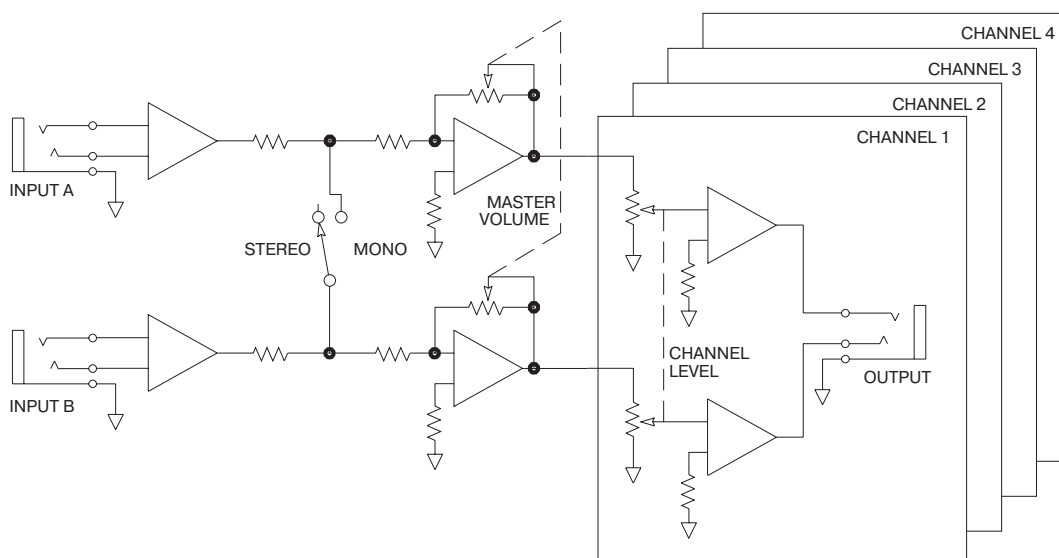 CHANNEL 4
CHANNEL 3
CHANNEL 2
CHANNEL 1
INPUT A
MASTER
VOLUME
STEREO
MONO
CHANNEL
LEVEL
OUTPUT
INPUT B